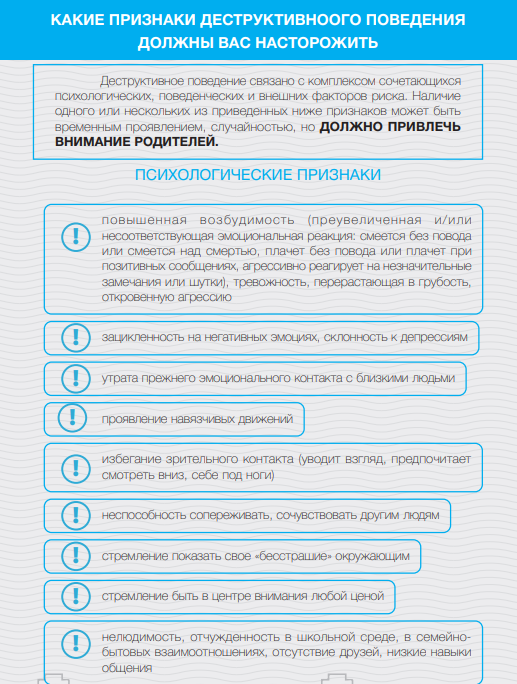 КАКИЕ ПРИЗНАКИ ДЕСТРУКТИВНООГО ПОВЕДЕНИЯ
ДОЛЖНЫ ВАС НАСТОРОЖИТЬ
Деструктивное поведение связано с комплексом сочетающихся
психологических, поведенческих и внешних факторов риска. Наличие
одного или нескольких из приведенных ниже признаков может быть
временным проявлением, случайностью, но ДОЛЖНО ПРИВЛЕЧЬ
ВНИМАНИЕ РОДИТЕЛЕЙ.
ПСИХОЛОГИЧЕСКИЕ ПРИЗНАКИ
повышенная возбудимость (преувеличенная и/или
несоответствующая эмоциональная реакция: смеется без повода
или смеется над смертью, плачет без повода или плачет при
позитивных сообщениях, агрессивно реагирует на незначительные
замечания или шутки), тревожность, перерастающая в грубость,
откровенную агрессию
зацикленность на негативных эмоциях, склонность к депрессиям
утрата прежнего эмоционального контакта с близкими людьми
проявление навязчивых движений
избегание зрительного контакта (уводит взгляд, предпочитает
смотреть вниз, себе под ноги)
неспособность сопереживать, сочувствовать другим людям
стремление показать свое «бесстрашие» окружающим
стремление быть в центре внимания любой ценой
нелюдимость, отчужденность в школьной среде, в семейно-
бытовых взаимоотношениях, отсутствие друзей, низкие навыки
общения